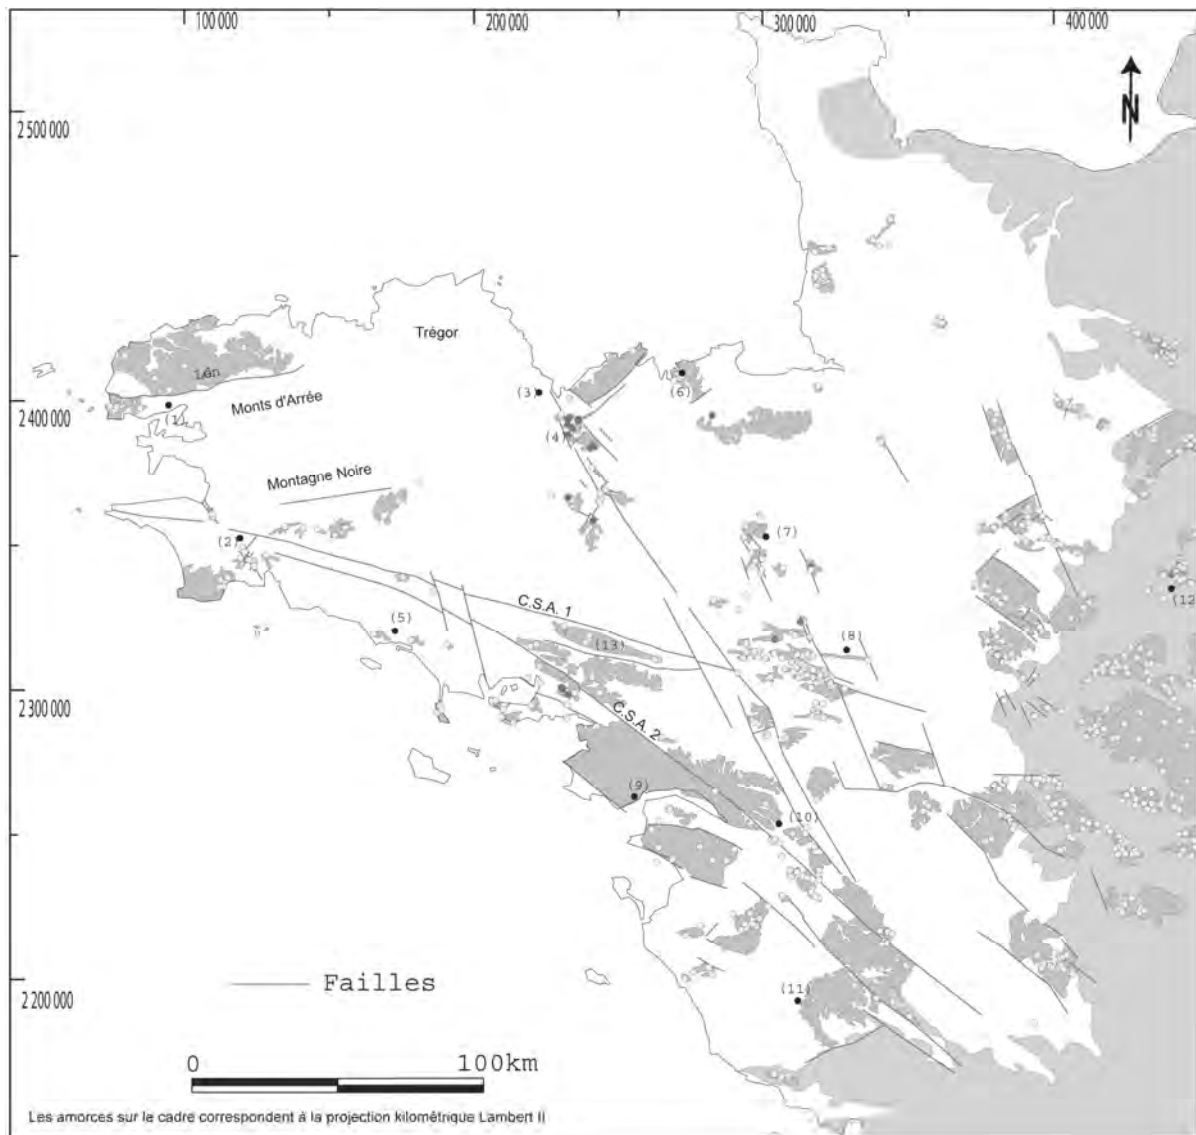 100 000
200 000
300 000
400 000
N
2 500 000
Trégor
Léon
Monts d'Arrée
2 400 000
(1)
(3)
(6)
(4)
Montagne Noire
(2)
(7)
(12)
C.S.A. 1
(5)
(13)
(8)
2 300 000
C.S.A. 2
(9)
(10)
Failles
(11)
2 200 000
0
100km
Les amorces sur le cadre correspondent à la projection kilométrique Lambert II